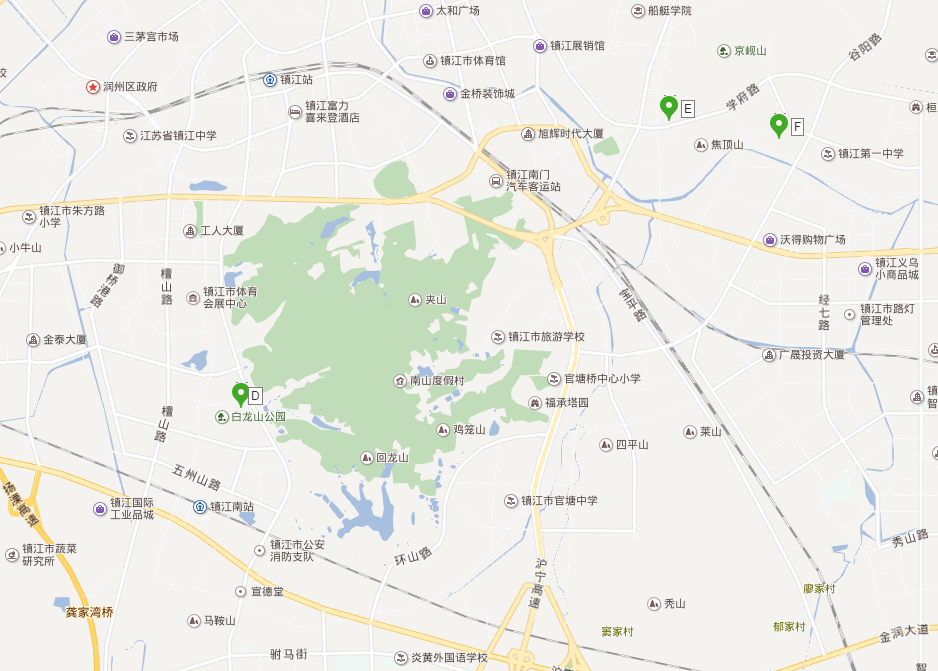 太和广场
船艇学院
三茅宫市场
镇江展销馆
京岘山
谷阳路
镇江市体育馆
校
镇江站
润州区政府
金桥装饰城
学府路
E
镇江富力
喜来登酒店
桓
F
江苏省镇江中学
旭辉时代大厦
焦顶山
镇江第一中学
镇江南门
汽车客运站
镇江市朱方路
小学
工人大厦
沃得购物广场
小牛山
御桥港路
檀山路
镇江义乌
小商品城
镇江市体育
会展中心
夹山
经七路
镇江市路灯
管理处
金泰大厦
镇江市旅游学校
广晟投资大厦
南山度假村
官塘桥中心小学
D
镇
智
福承塔园
白龙山公园
檀山路
鸡笼山
莱山
四平山
回龙山
五州山路
镇江国际
工业品城
镇江南站
镇江市官塘中学
秀山路
镇江市公安
消防支队
镇江市蔬菜
研究所
环山路
沪宁高速
宣德堂
廖家村
龚家湾桥
秃山
马鞍山
窦家村
郁家村
金润大道
驸马街
炎黄外国语学校
智